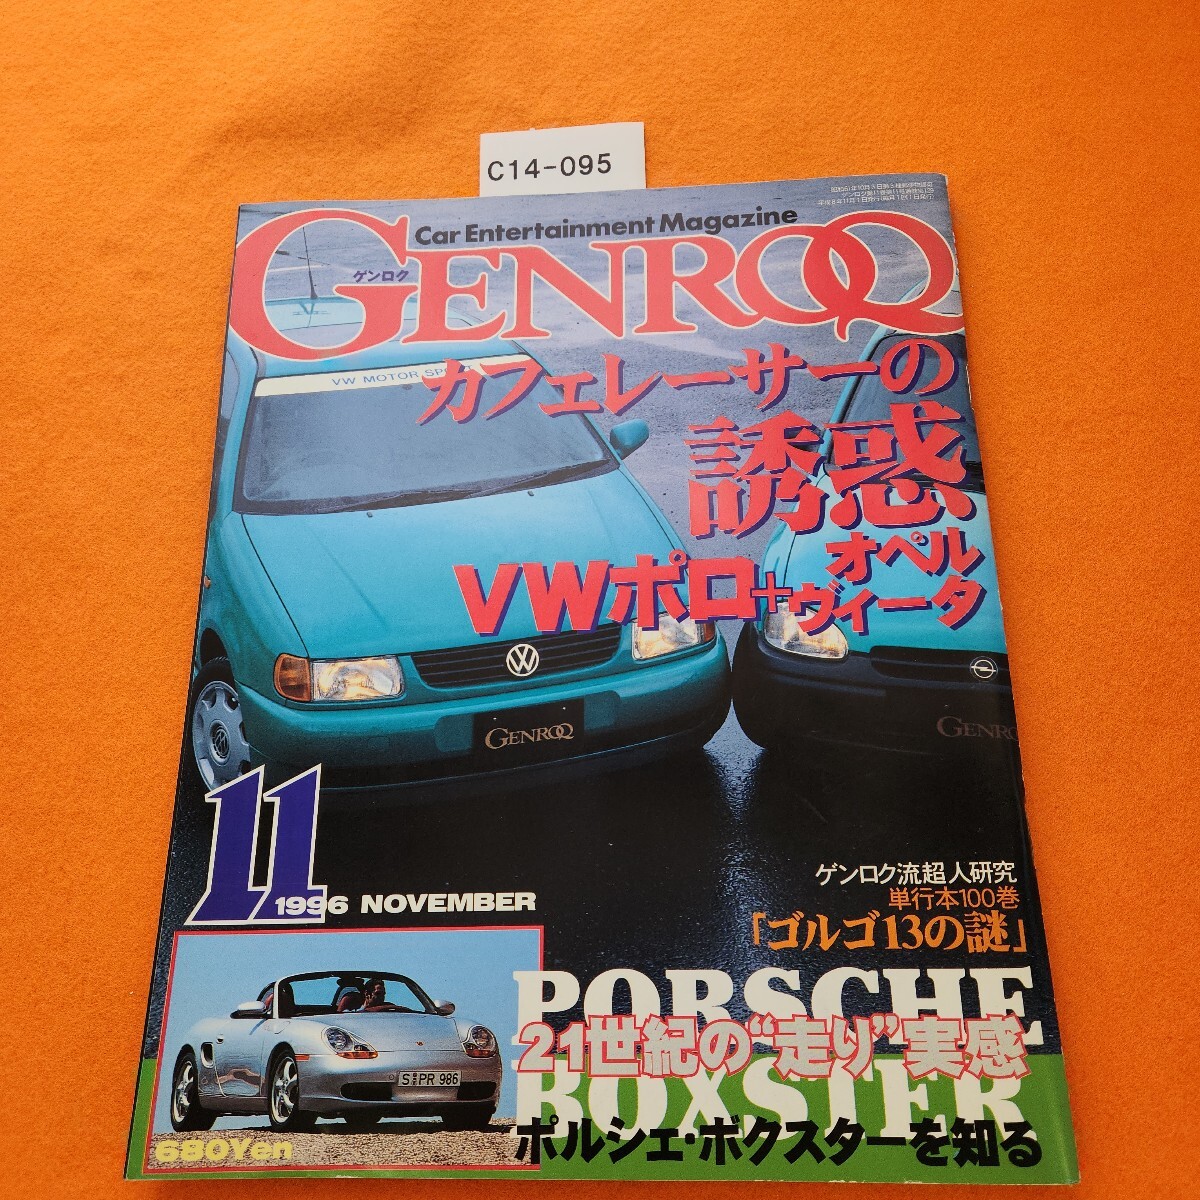 C14-095
Car Entertainment Magazine
GENROQ
ゲンロク
VW MOTOR SPORT
カフェレーサーの
誘惑
VWポロ+オペル
ヴィータ
GENROQ
GENROQ
11
1996 NOVEMBER
ゲンロク流超人研究
単行本100巻
「ゴルゴ13の謎」
PORSCHE
21世紀の“走り”実感
BOXSTER
ポルシェ・ボクスターを知る
S PR 986
680Yen